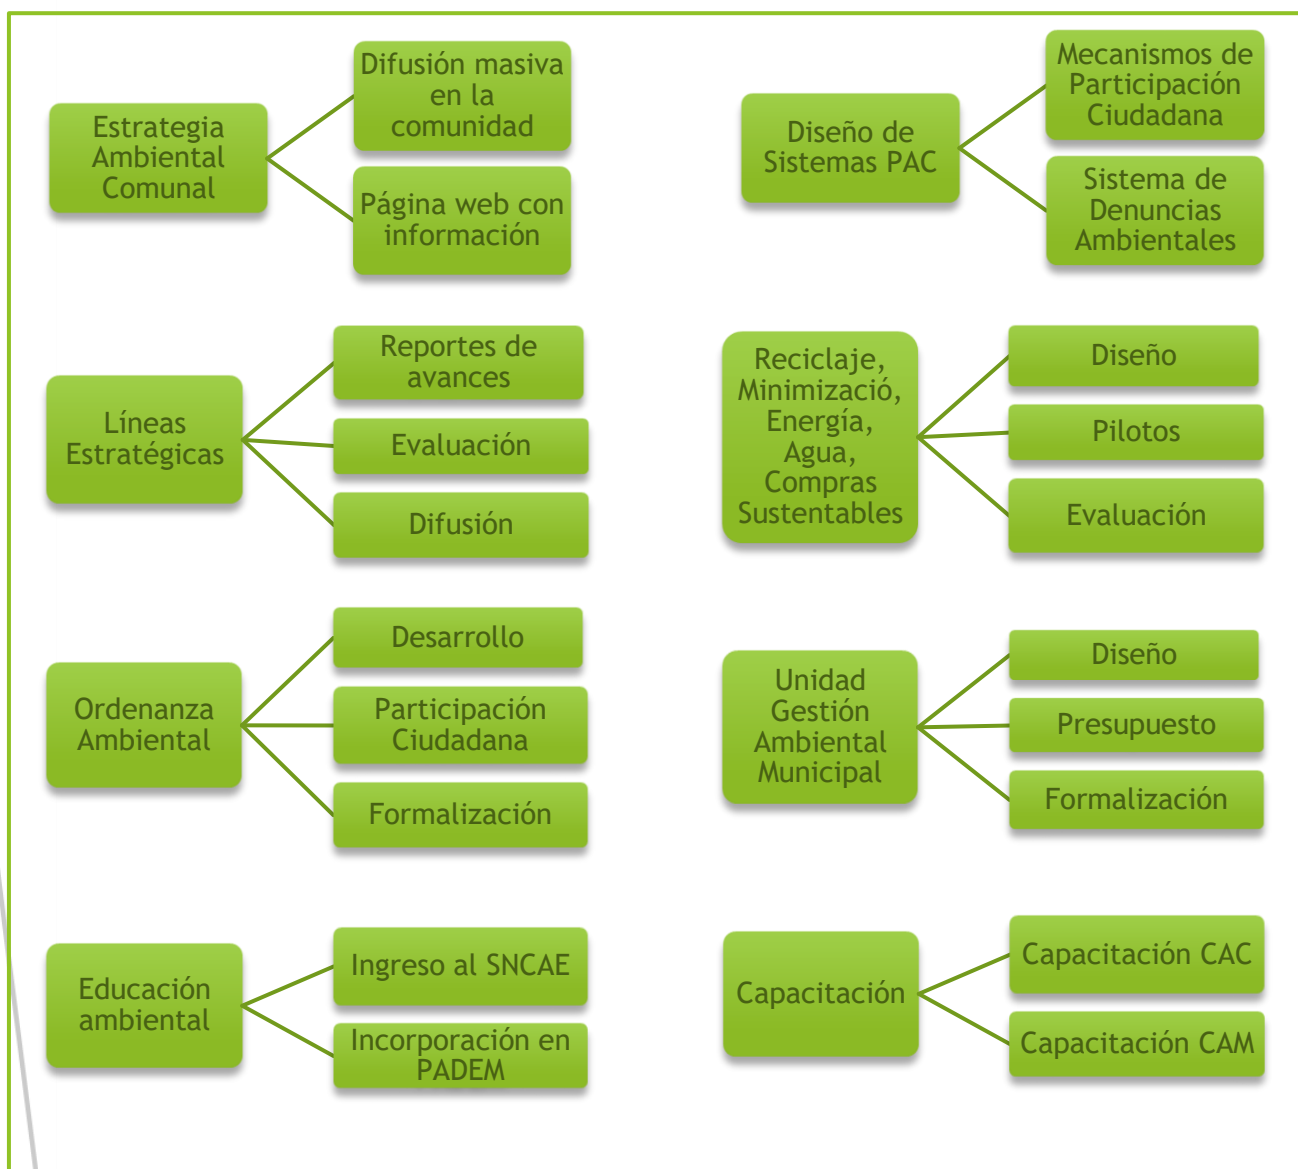 Estrategia
Ambiental
Comunal
Difusión masiva
en la
comunidad
Página web con
información
Diseño de
Sistemas PAC
Mecanismos de
Participación
Ciudadana
Sistema de
Denuncias
Ambientales
Líneas
Estratégicas
Reportes de
avances
Evaluación
Difusión
Reciclaje,
Minimizació,
Energía,
Agua,
Compras
Sustentables
Diseño
Pilotos
Evaluación
Ordenanza
Ambiental
Desarrollo
Participación
Ciudadana
Formalización
Unidad
Gestión
Ambiental
Municipal
Diseño
Presupuesto
Formalización
Educación
ambiental
Ingreso al SNCAE
Incorporación en
PADEM
Capacitación
Capacitación CAC
Capacitación CAM